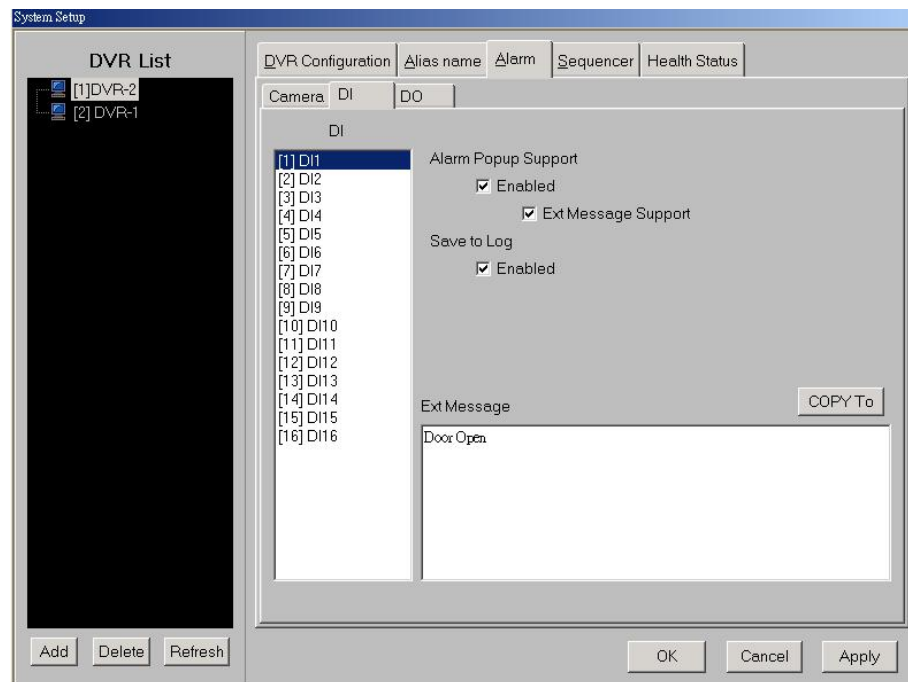 System Setup
DVR List
[1]DVR-2
[2] DVR-1
Add
Delete
Refresh
DVR Configuration
Alias name
Alarm
Sequencer
Health Status
Camera
DI
DO
DI
[1] DI1
[2] DI2
[3] DI3
[4] DI4
[5] DI5
[6] DI6
[7] DI7
[8] DI8
[9] DI9
[10] DI10
[11] DI11
[12] DI12
[13] DI13
[14] DI14
[15] DI15
[16] DI16
Alarm Popup Support
Enabled
Ext Message Support
Save to Log
Enabled
Ext Message
COPY To
Door Open
OK
Cancel
Apply